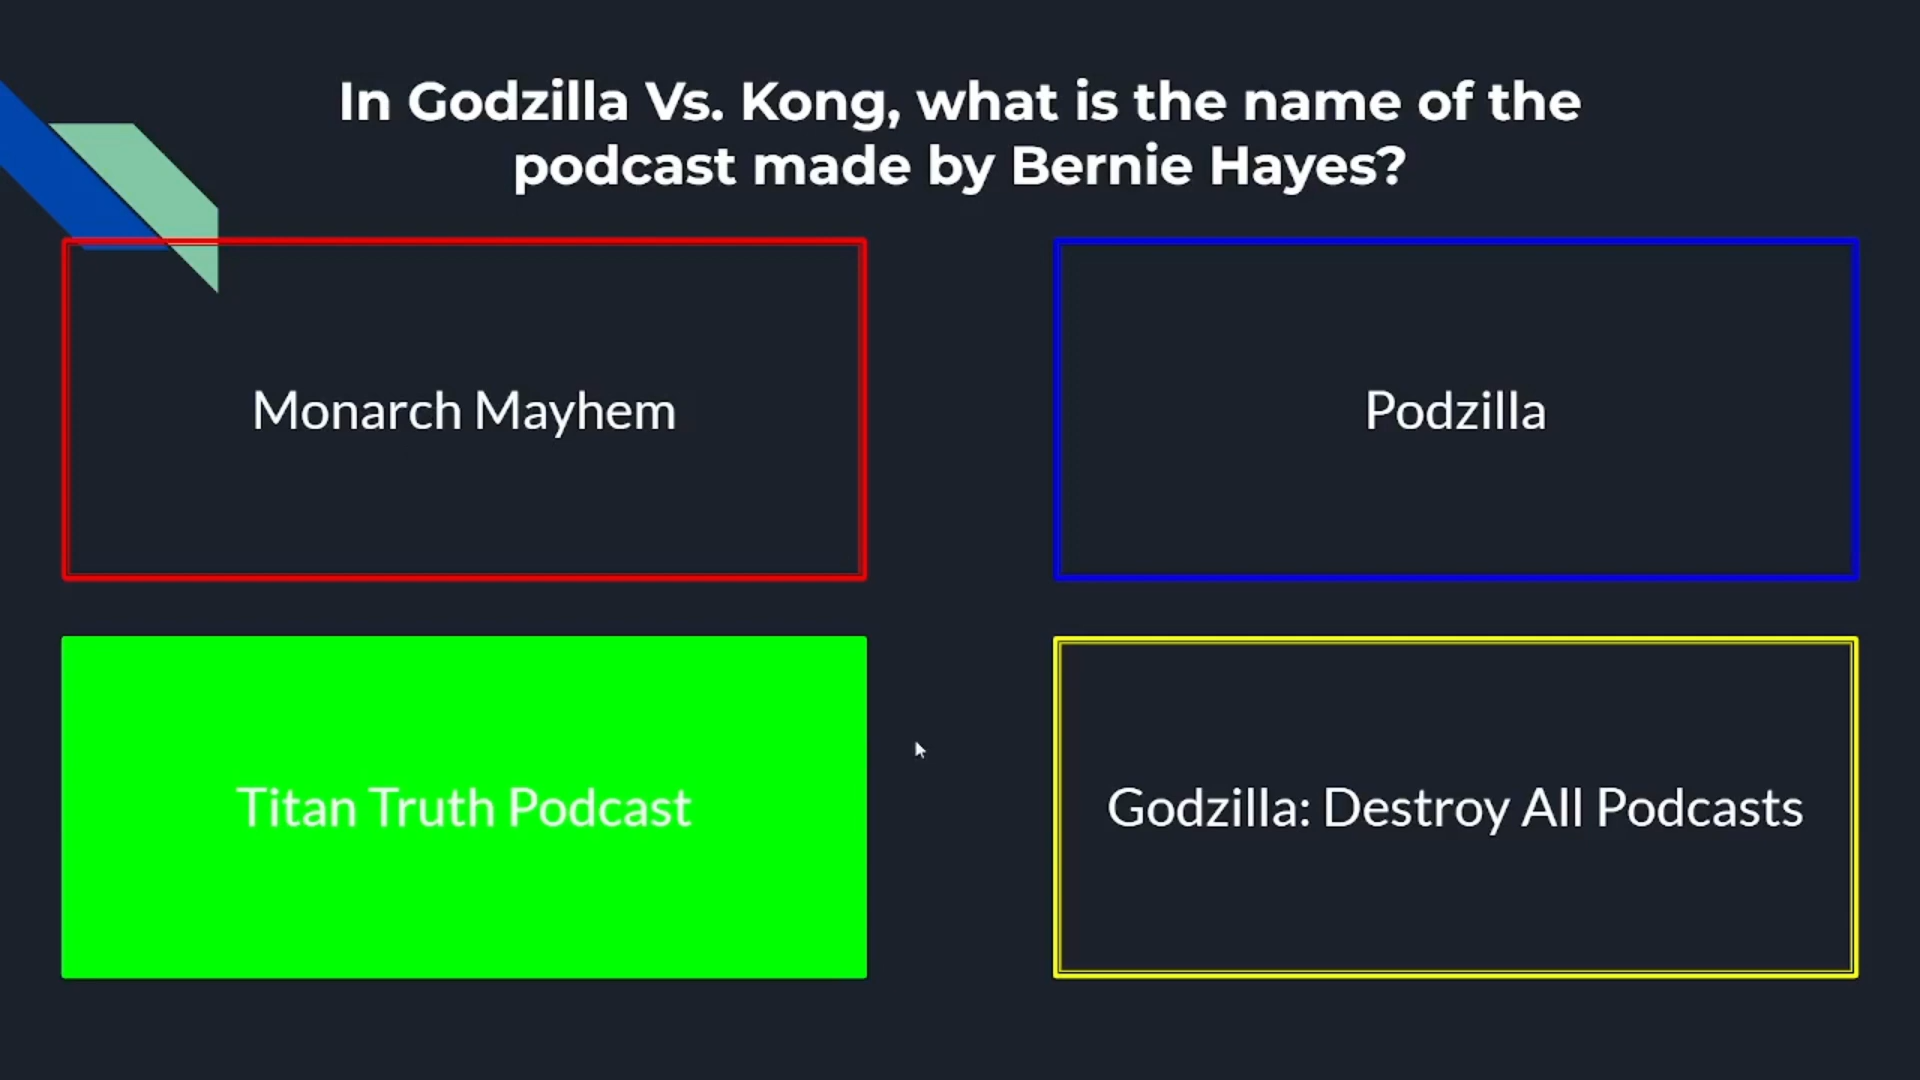 In Godzilla Vs. Kong, what is the name of the
podcast made by Bernie Hayes?
Monarch Mayhem
Podzilla
Titan Truth Podcast
Godzilla: Destroy All Podcasts